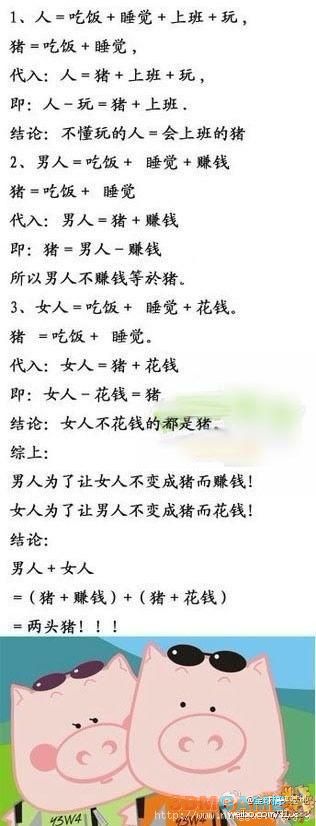 1、人=吃饭+睡觉+上班+玩，
猪=吃饭+睡觉，
代入：人=猪+上班+玩，
即：人-玩=猪+上班.
结论：不懂玩的人=会上班的猪
2、男人=吃饭+ 睡觉+赚钱
猪=吃饭+ 睡觉
代入：男人=猪+赚钱
即：猪=男人-赚钱
所以男人不赚钱等於猪。
3、女人=吃饭+ 睡觉+花钱。
猪 =吃饭+ 睡觉。
代入：女人=猪+花钱
即：女人-花钱=猪
结论：女人不花钱的都是猪。
综上：
男人为了让女人不变成猪而赚钱！
女人为了让男人不变成猪而花钱！
结论：
男人+女人
=(猪+赚钱)+(猪+花钱)
=两头猪！！！
Y3W4
Y3W4